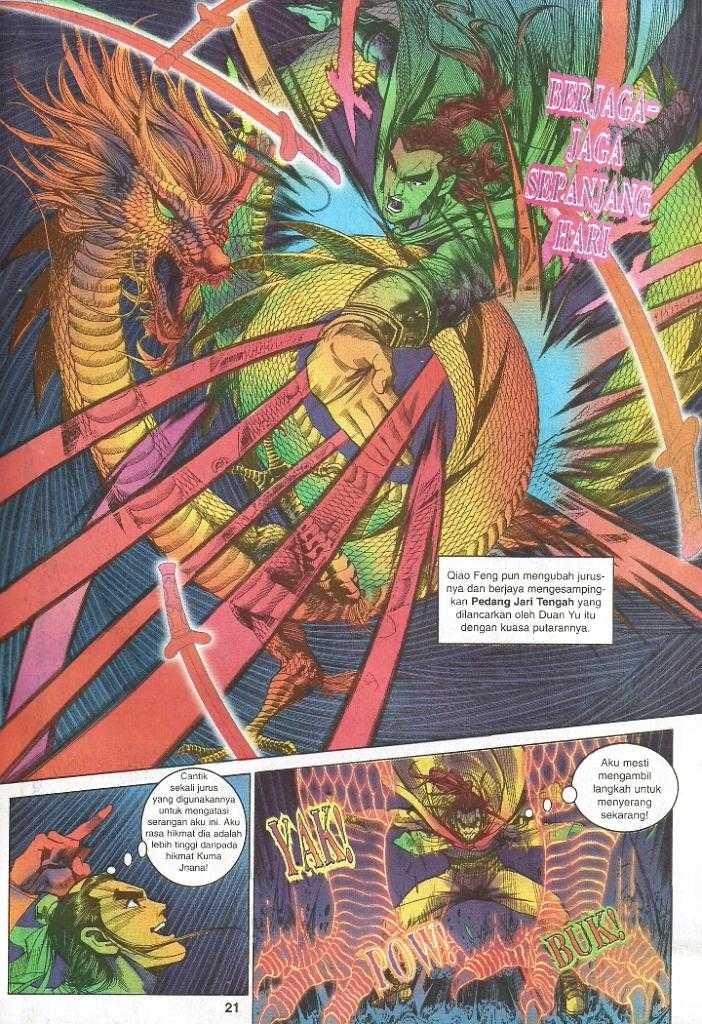 BERJAGA-
JAGA
SEPANJANG
HARI
Qiao Feng pun mengubah jurus-
nya dan berjaya mengesamping-
kan Pedang Jari Tengah yang
dilancarkan oleh Duan Yu itu
dengan kuasa putarannya.
Cantik
sekali jurus
yang digunakannya
untuk mengatasi
serangan aku ini. Aku
rasa hikmat dia adalah
lebih tinggi daripada
hikmat Kuma
Jnana!
Aku mesti
mengambil
langkah untuk
menyerang
sekarang!
YAK!
POW!
BUK!
21